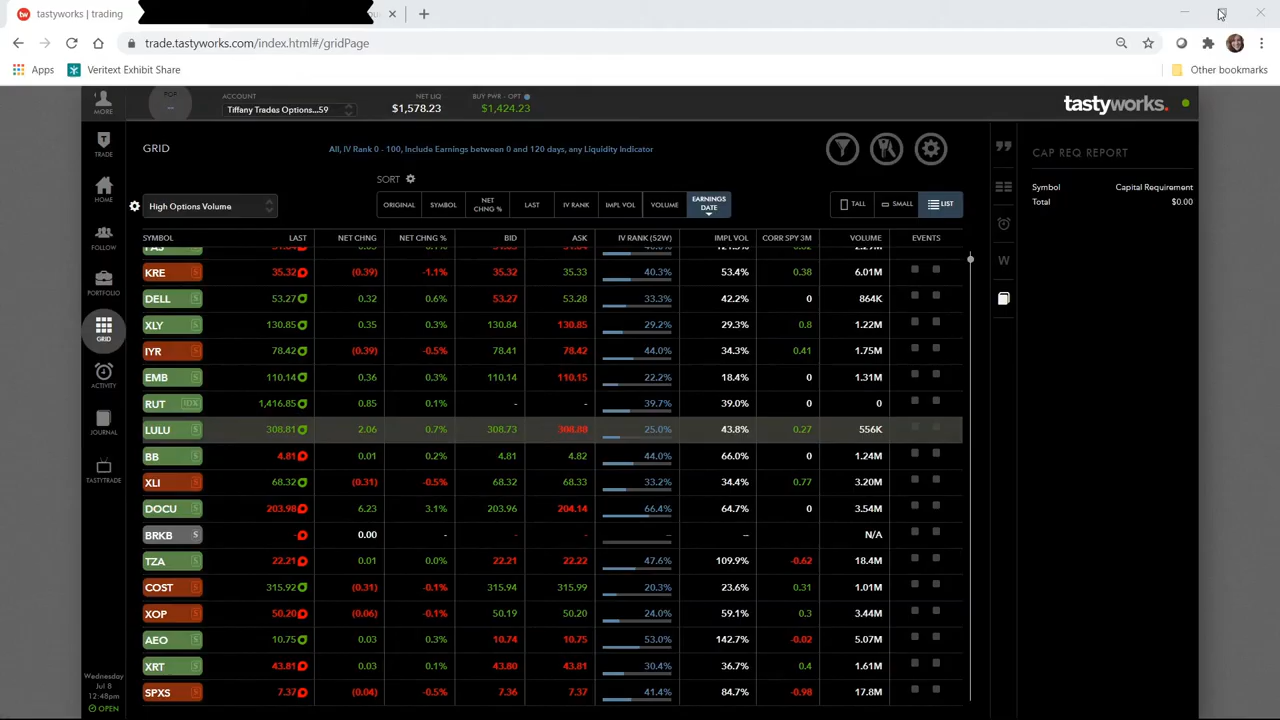 tastyworks | trading
trade.tastyworks.com/index.html#/gridPage
Apps Veritext Exhibit Share Other bookmarks
MORE
ACCOUNT
Tiffany Trades Options...59
NET LIQ
$1,578.23
BUY PWR - OPT
$1,424.23
tastyworks.
TRADE
HOME
FOLLOW
PORTFOLIO
GRID
ACTIVITY
JOURNAL
TASTYTRADE
Wednesday
Jul 8
12:48pm
OPEN
GRID
All, IV Rank 0 - 100, Include Earnings between 0 and 120 days, any Liquidity Indicator
SORT
High Options Volume
ORIGINAL SYMBOL NET CHNG % LAST IV RANK IMPL VOL VOLUME EARNINGS DATE
TALL SMALL LIST
SYMBOL LAST NET CHNG NET CHNG % BID ASK IV RANK (52W) IMPL VOL CORR SPY 3M VOLUME EVENTS
KRE S 35.32 (0.39) -1.1% 35.32 35.33 40.3% 53.4% 0.38 6.01M
DELL S 53.27 0.32 0.6% 53.27 53.28 33.3% 42.2% 0 864K
XLY S 130.85 0.35 0.3% 130.84 130.85 29.2% 29.3% 0.8 1.22M
IYR S 78.42 (0.39) -0.5% 78.41 78.42 44.0% 34.3% 0.41 1.75M
EMB S 110.14 0.36 0.3% 110.14 110.15 22.2% 18.4% 0 1.31M
RUT IDX 1,416.85 0.85 0.1% - - 39.7% 39.0% 0 0
LULU S 308.81 2.06 0.7% 308.73 308.88 25.0% 43.8% 0.27 556K
BB S 4.81 0.01 0.2% 4.81 4.82 44.0% 66.0% 0 1.24M
XLI S 68.32 (0.31) -0.5% 68.32 68.33 33.2% 34.4% 0.77 3.20M
DOCU S 203.98 6.23 3.1% 203.96 204.14 66.4% 64.7% 0 3.54M
BRKB S - 0.00 - - - -- -- N/A
TZA S 22.21 0.01 0.0% 22.21 22.22 47.6% 109.9% -0.62 18.4M
COST S 315.92 (0.31) -0.1% 315.94 315.99 20.3% 23.6% 0.31 1.01M
XOP S 50.20 (0.06) -0.1% 50.19 50.20 24.0% 59.1% 0.3 3.44M
AEO S 10.75 0.03 0.3% 10.74 10.75 53.0% 142.7% -0.02 5.07M
XRT S 43.81 0.03 0.1% 43.80 43.81 30.4% 36.7% 0.4 1.61M
SPXS S 7.37 (0.04) -0.5% 7.36 7.37 41.4% 84.7% -0.98 17.8M
W
CAP REQ REPORT
Symbol Capital Requirement
Total $0.00